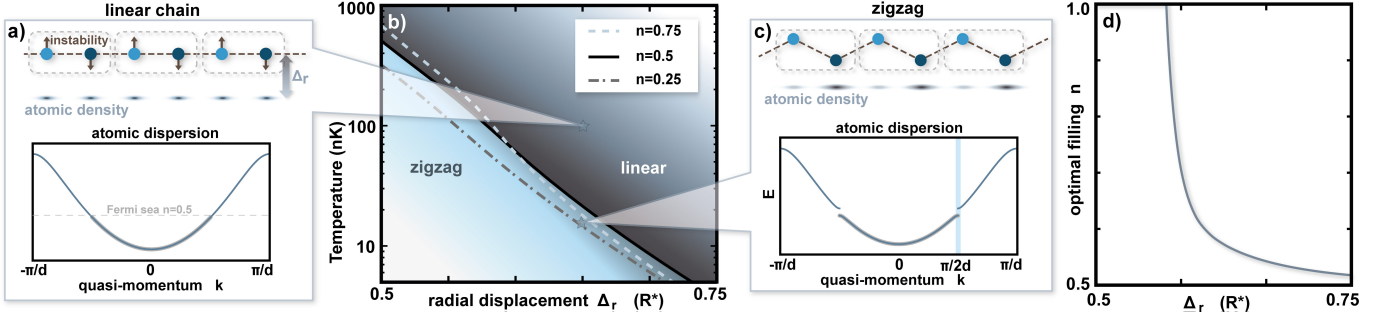 linear chain
a)
instability
Δr
atomic density
atomic dispersion
Fermi sea n=0.5
-π/d
0
π/d
quasi-momentum k
b)
1000
100
10
Temperature (nK)
n=0.75
n=0.5
n=0.25
zigzag
linear
0.5
0.75
radial displacement Δr (R*)
zigzag
c)
atomic density
atomic dispersion
E
-π/d
0
π/2d
π/d
quasi-momentum k
d)
1.0
0.5
optimal filling n
0.5
0.75
Δr (R*)